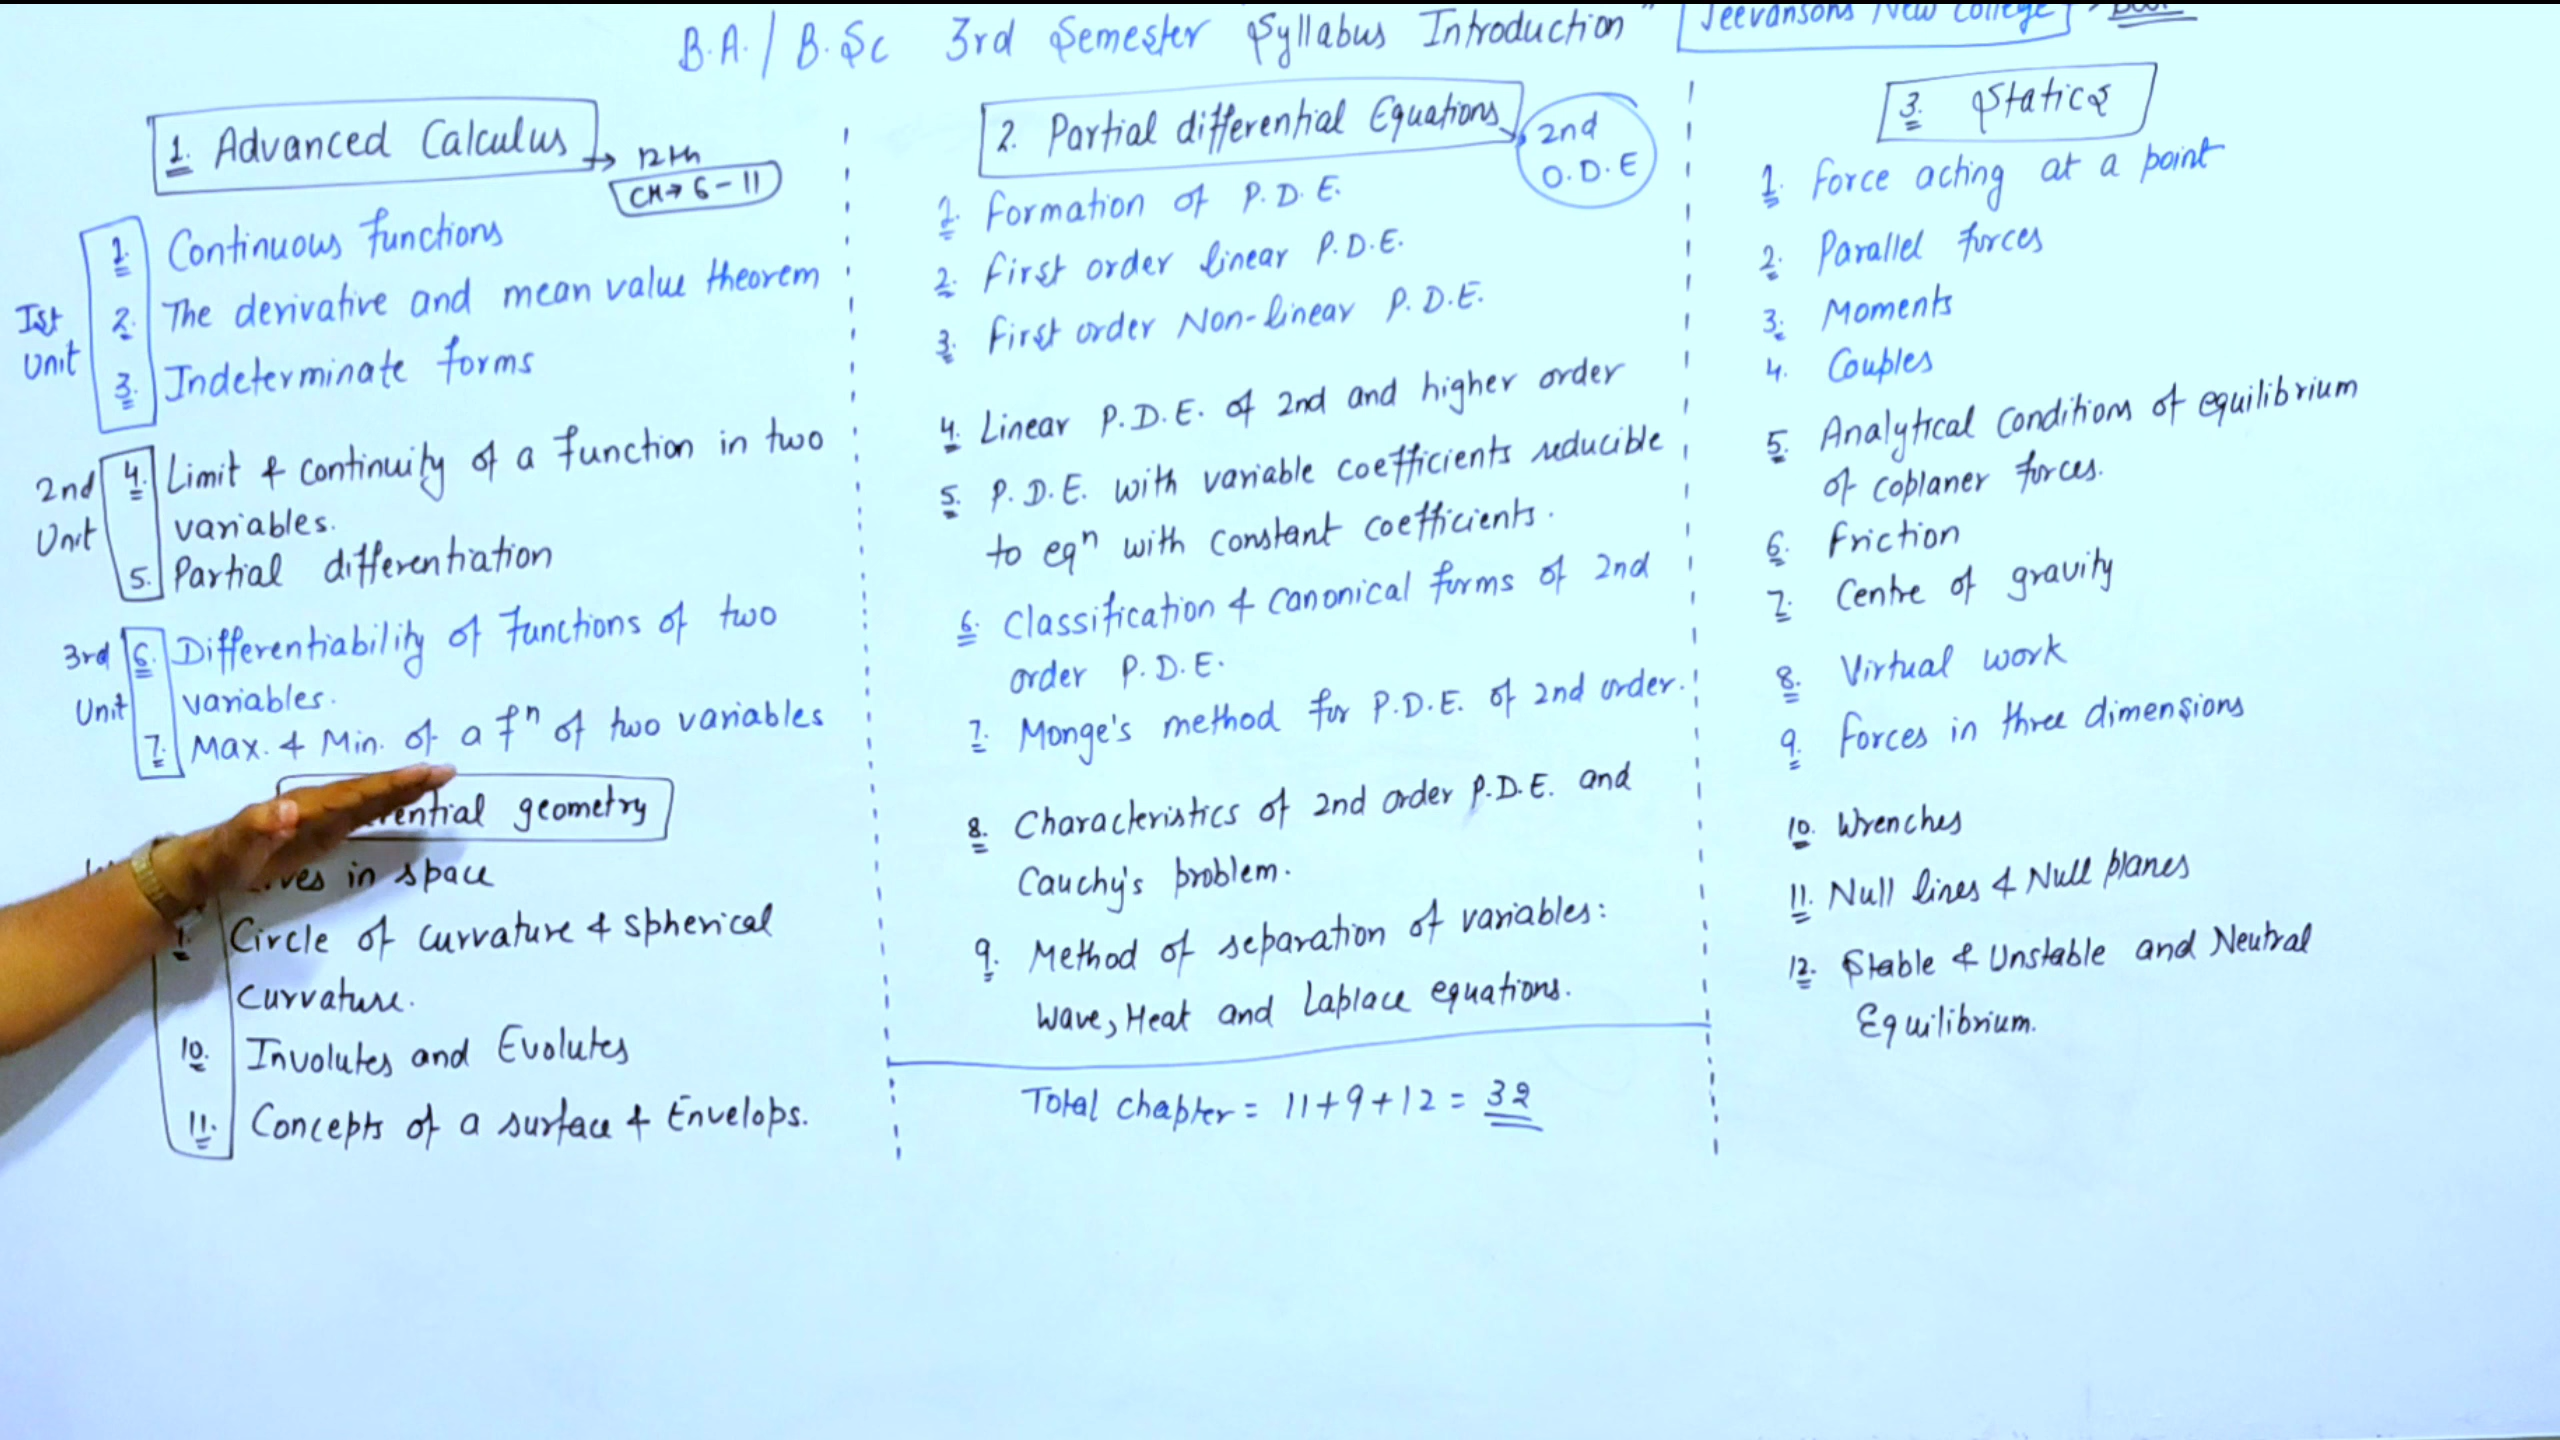 B.A. / B.Sc 3rd Semester Syllabus Introduction " Jeevansons New College
1. Advanced Calculus → 12th
CH → 6 - 11
Ist Unit
1. Continuous functions
2. The derivative and mean value theorem
3. Indeterminate forms
2nd Unit
4. Limit & continuity of a function in two
variables.
5. Partial differentiation
3rd Unit
6. Differentiability of functions of two
variables.
7. Max. & Min. of a fⁿ of two variables
geometry
in space
Circle of curvature & spherical
curvature.
10. Involutes and Evolutes
11. Concepts of a surface & Envelops.
2. Partial differential Equations → 2nd
O.D.E
1. Formation of P.D.E.
2. First order linear P.D.E.
3. First order Non-linear P.D.E.
4. Linear P.D.E. of 2nd and higher order
5. P.D.E. with variable coefficients reducible
to eqⁿ with constant coefficients.
6. Classification & canonical forms of 2nd
order P.D.E.
7. Monge's method for P.D.E. of 2nd order.
8. Characteristics of 2nd order P.D.E. and
Cauchy's problem.
9. Method of separation of variables:
Wave, Heat and Laplace equations.
Total chapter = 11+9+12 = 32
3. Statics
1. Force acting at a point
2. Parallel forces
3. Moments
4. Couples
5. Analytical Conditions of equilibrium
of coplaner forces.
6. Friction
7. Centre of gravity
8. Virtual work
9. Forces in three dimensions
10. Wrenches
11. Null lines & Null planes
12. Stable & Unstable and Neutral
Equilibrium.